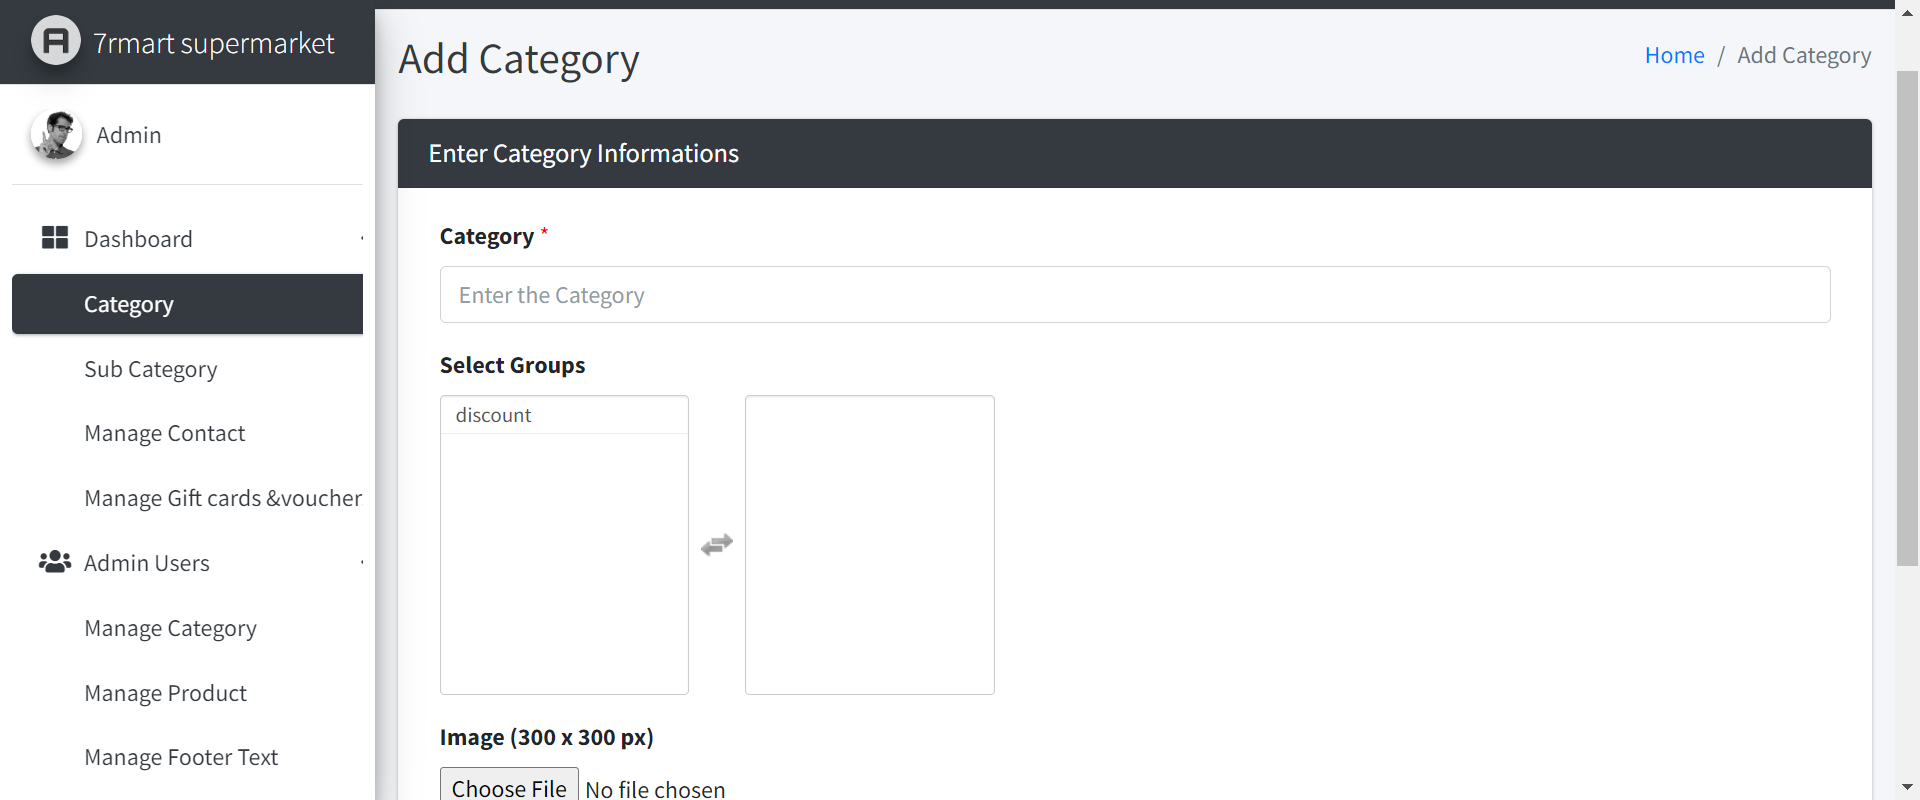 7rmart supermarket
Admin
Dashboard
Category
Sub Category
Manage Contact
Manage Gift cards &voucher
Admin Users
Manage Category
Manage Product
Manage Footer Text
Add Category
Home / Add Category
Enter Category Informations
Category *
Enter the Category
Select Groups
discount
Image (300 x 300 px)
Choose File No file chosen